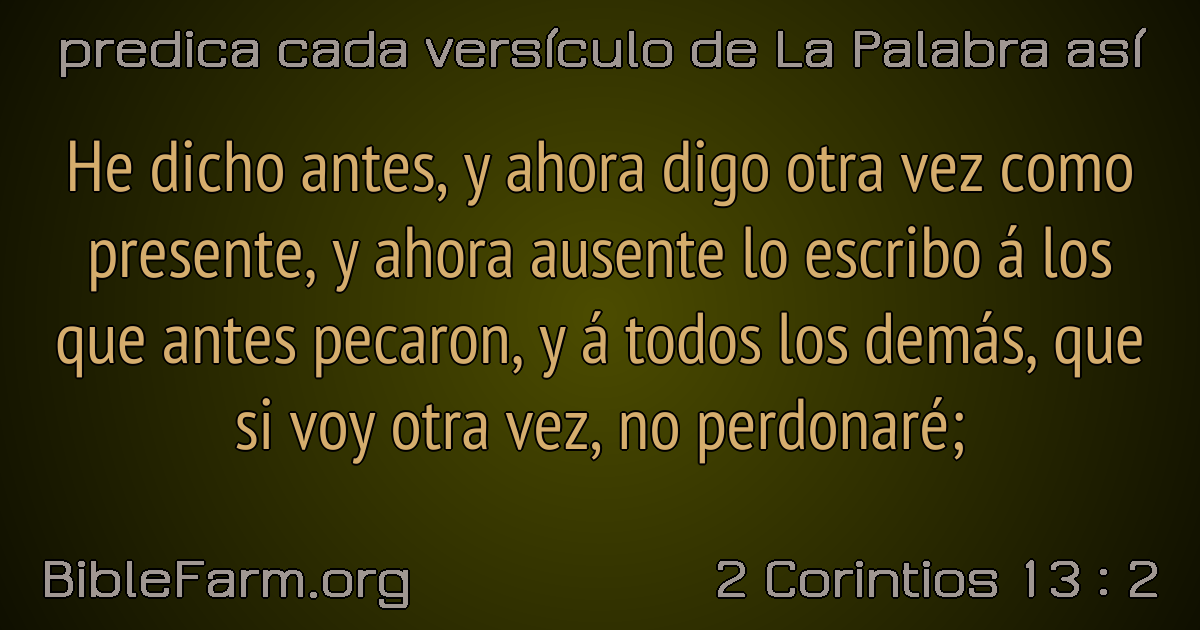 predica cada versículo de La Palabra así
He dicho antes, y ahora digo otra vez como
presente, y ahora ausente lo escribo á los
que antes pecaron, y á todos los demás, que
si voy otra vez, no perdonaré;
BibleFarm.org
2 Corintios 13 : 2